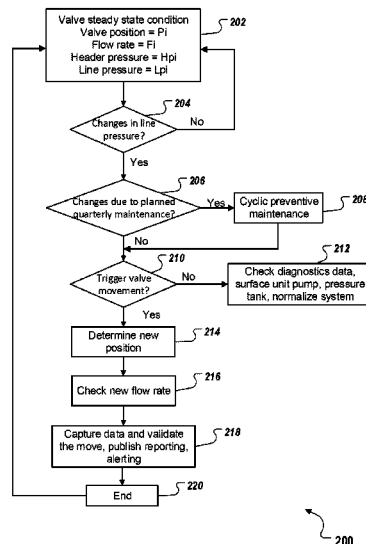 Valve steady state condition
Valve position = Pi
Flow rate = Fi
Header pressure = Hpi
Line pressure = Lpi
202
204
Changes in line
pressure?
No
Yes
206
Changes due to planned
quarterly maintenance?
Yes
Cyclic preventive
maintenance
208
No
210
Trigger valve
movement?
No
212
Check diagnostics data,
surface unit pump, pressure
tank, normalize system
Yes
Determine new
position
214
Check new flow rate
216
Capture data and validate
the move, publish reporting,
alerting
218
End
220
200